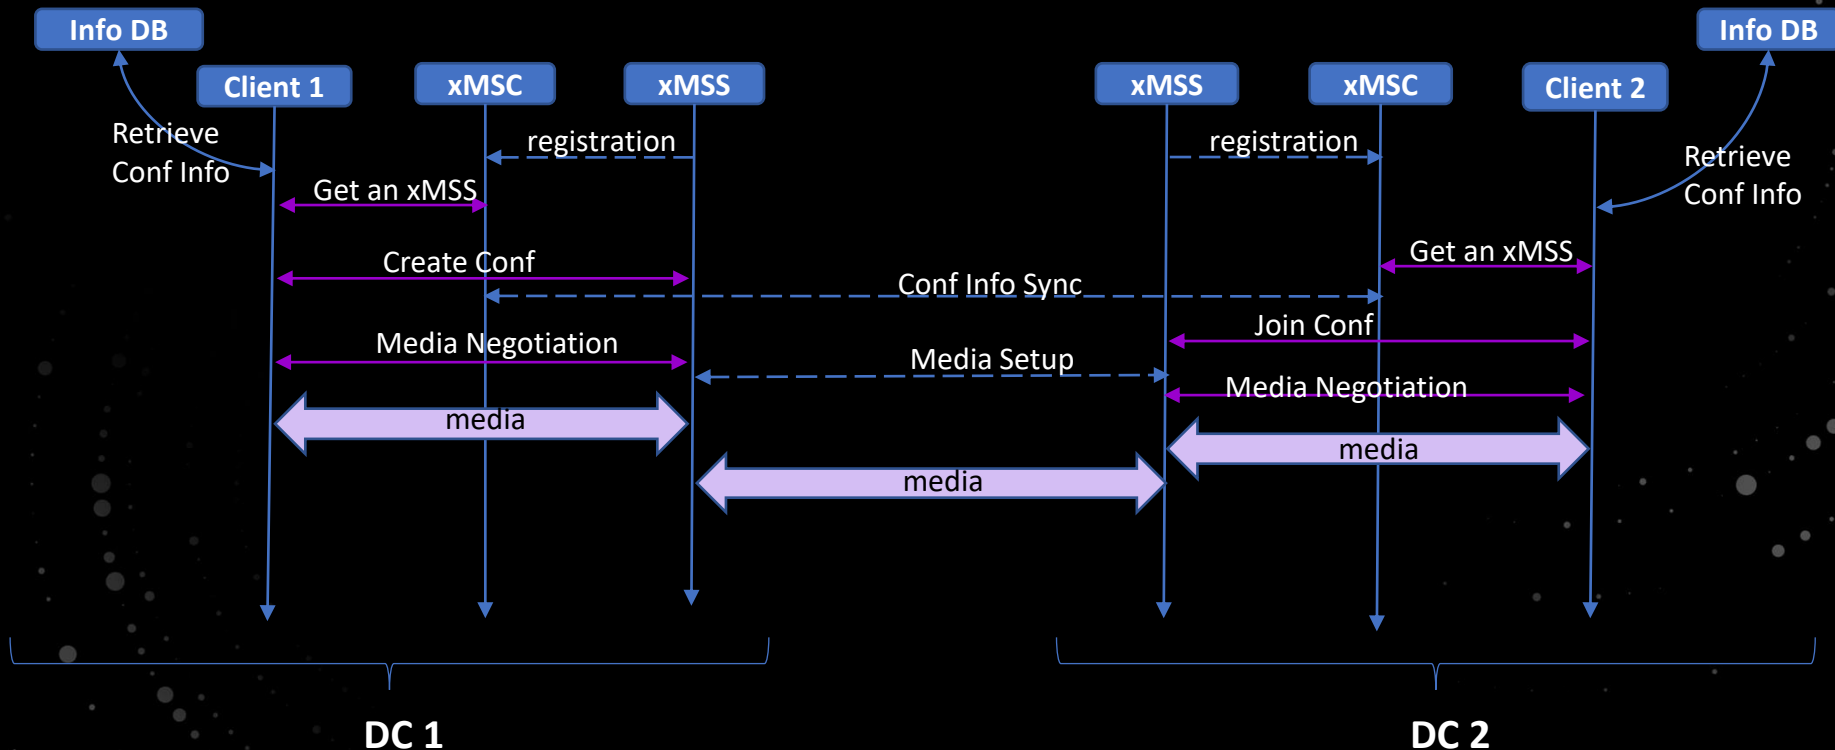 Info DB
Info DB
Client 1
xMSC
xMSS
xMSS
xMSC
Client 2
Retrieve
Conf Info
registration
registration
Retrieve
Conf Info
Get an xMSS
Create Conf
Get an xMSS
Conf Info Sync
Join Conf
Media Negotiation
Media Setup
Media Negotiation
media
media
media
DC 1
DC 2